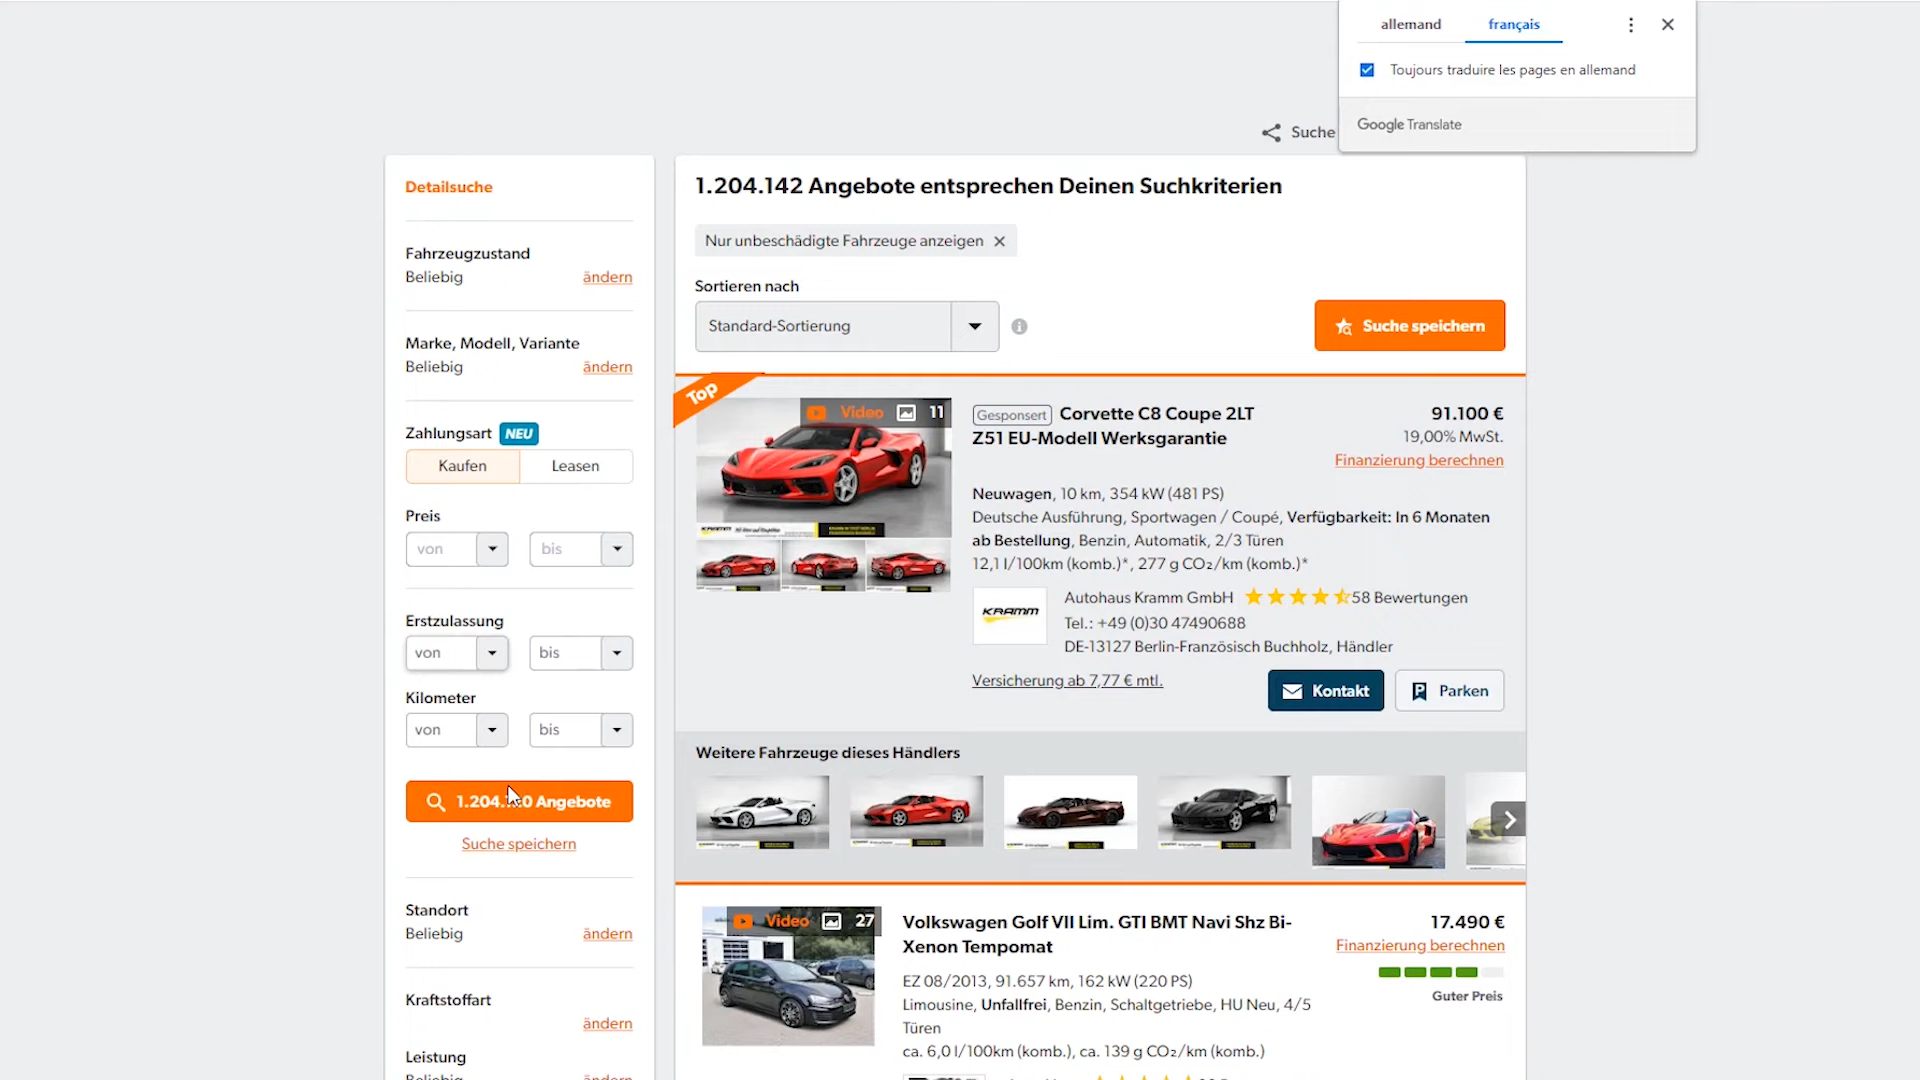 allemand
français
Toujours traduire les pages en allemand
Google Translate
Suche
Detailsuche
Fahrzeugzustand
Beliebig
ändern
Marke, Modell, Variante
Beliebig
ändern
Zahlungsart NEU
Kaufen
Leasen
Preis
von
bis
Erstzulassung
von
bis
Kilometer
von
bis
Angebote
Suche speichern
Standort
Beliebig
ändern
Kraftstoffart
ändern
Leistung
Beliebig
ändern
1.204.142 Angebote entsprechen Deinen Suchkriterien
Nur unbeschädigte Fahrzeuge anzeigen
Sortieren nach
Standard-Sortierung
Suche speichern
Top
Video 11
Gesponsert Corvette C8 Coupe 2LT
Z51 EU-Modell Werksgarantie
91.100 €
19,00% MwSt.
Finanzierung berechnen
Neuwagen, 10 km, 354 kW (481 PS)
Deutsche Ausführung, Sportwagen / Coupé, Verfügbarkeit: In 6 Monaten
ab Bestellung, Benzin, Automatik, 2/3 Türen
12,1 l/100km (komb.)*, 277 g CO₂/km (komb.)*
KRAMM
Autohaus Kramm GmbH
58 Bewertungen
Tel.: +49 (0)30 47490688
DE-13127 Berlin-Französisch Buchholz, Händler
Versicherung ab 7,77 € mtl.
Kontakt
Parken
Weitere Fahrzeuge dieses Händlers
Video 27
Volkswagen Golf VII Lim. GTI BMT Navi Shz Bi-
Xenon Tempomat
17.490 €
Finanzierung berechnen
Guter Preis
EZ 08/2013, 91.657 km, 162 kW (220 PS)
Limousine, Unfallfrei, Benzin, Schaltgetriebe, HU Neu, 4/5
Türen
ca. 6,0 l/100km (komb.), ca. 139 g CO₂/km (komb.)